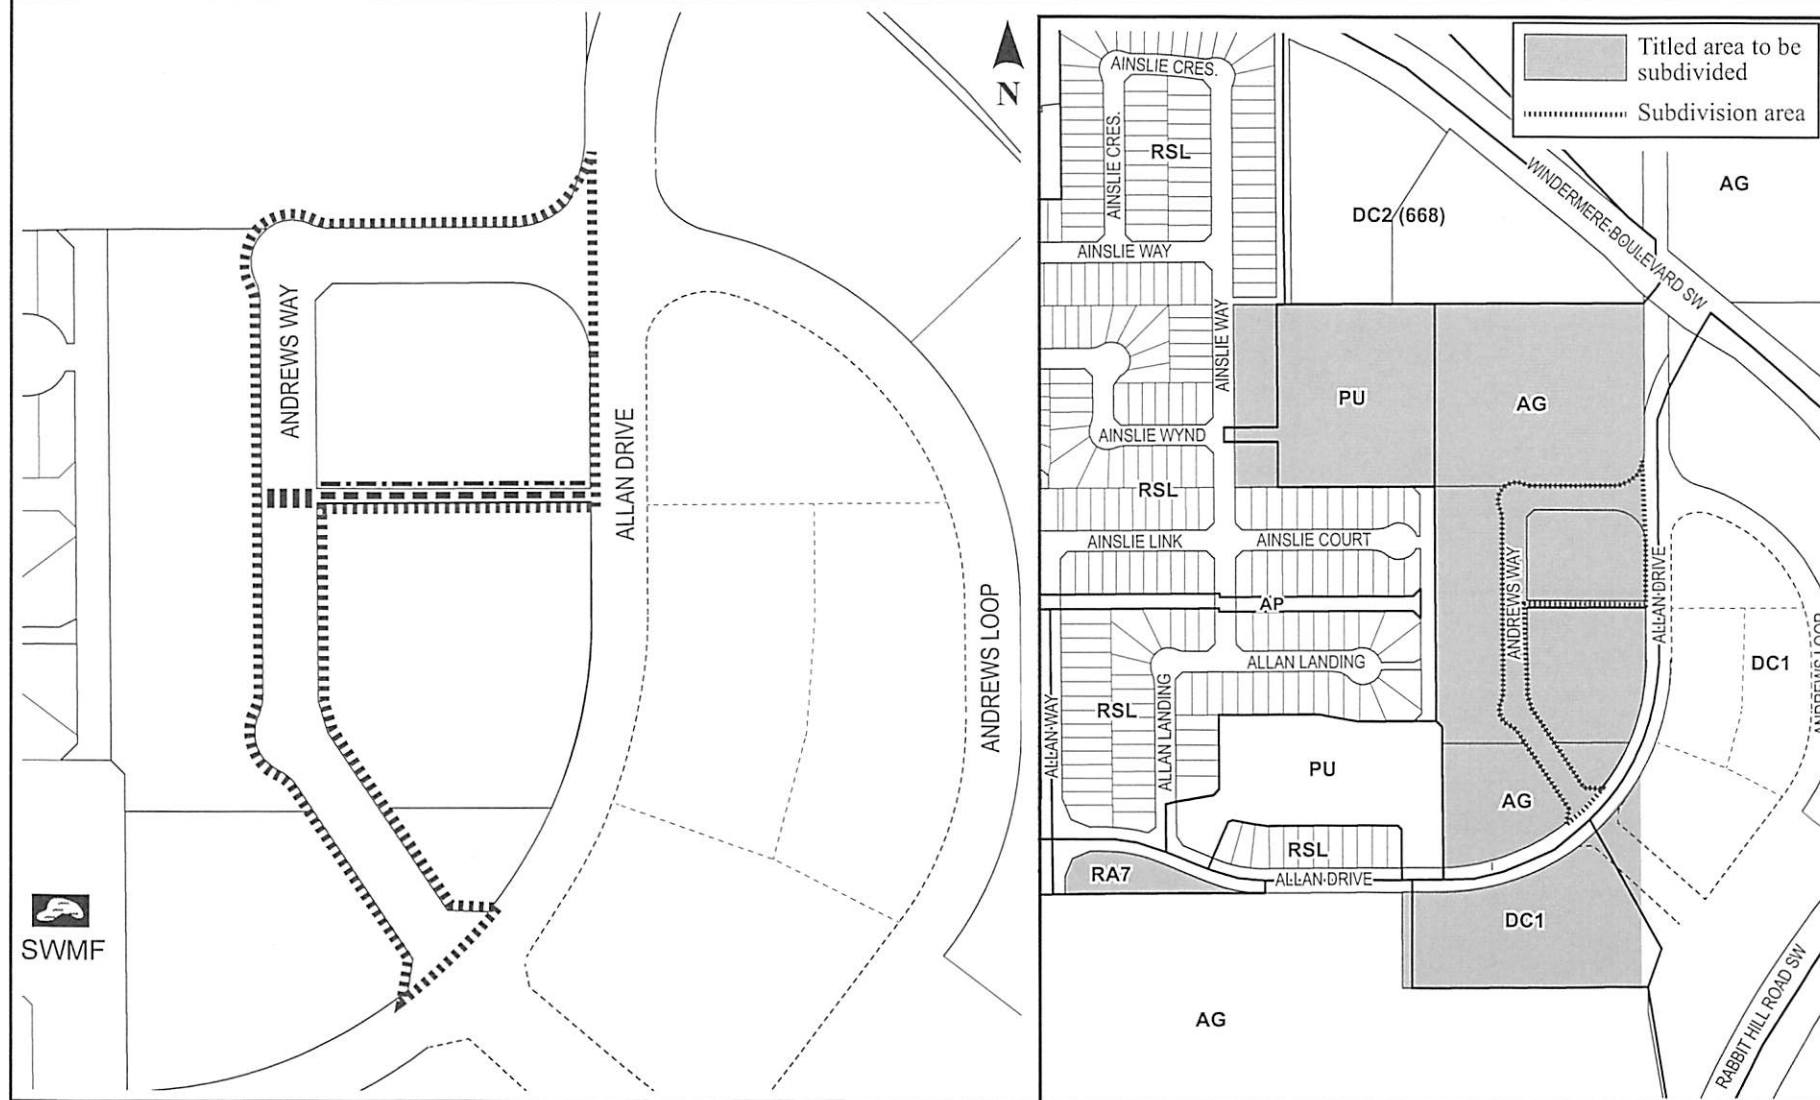 N
ANDREWS WAY
ALLAN DRIVE
ANDREWS LOOP
SWMF
Titled area to be
subdivided
Subdivision area
AINSLIE CRES.
AINSLIE CRES.
RSL
AG
DC2 (668)
WINDERMERE BOULEVARD SW
AINSLIE WAY
AINSLIE WAY
PU
AG
AINSLIE WYND
RSL
AINSLIE LINK
AINSLIE COURT
ANDREWS WAY
ALLAN DRIVE
AP
ANDREWS LOOP
DC1
ALLAN LANDING
ALLAN LANDING
ALLAN WAY
RSL
PU
AG
RSL
RA7
ALLAN DRIVE
DC1
AG
RABBIT HILL ROAD SW